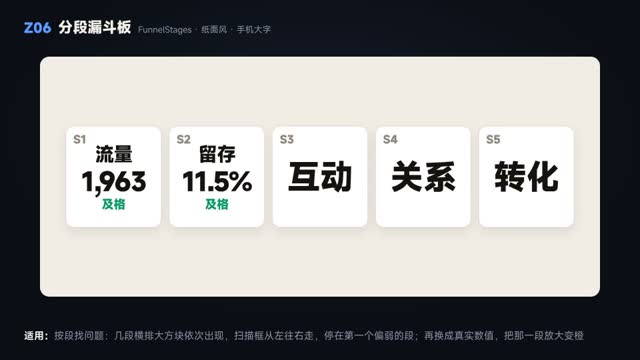 Z06 分段漏斗板 FunnelStages · 纸面风 · 手机大字
S1
流量
1,963
及格
S2
留存
11.5%
及格
S3
互动
S4
关系
S5
转化
适用：按段找问题：几段横排大方块依次出现，扫描框从左往右走，停在第一个偏弱的段；再换成真实数值，把那一段放大变橙